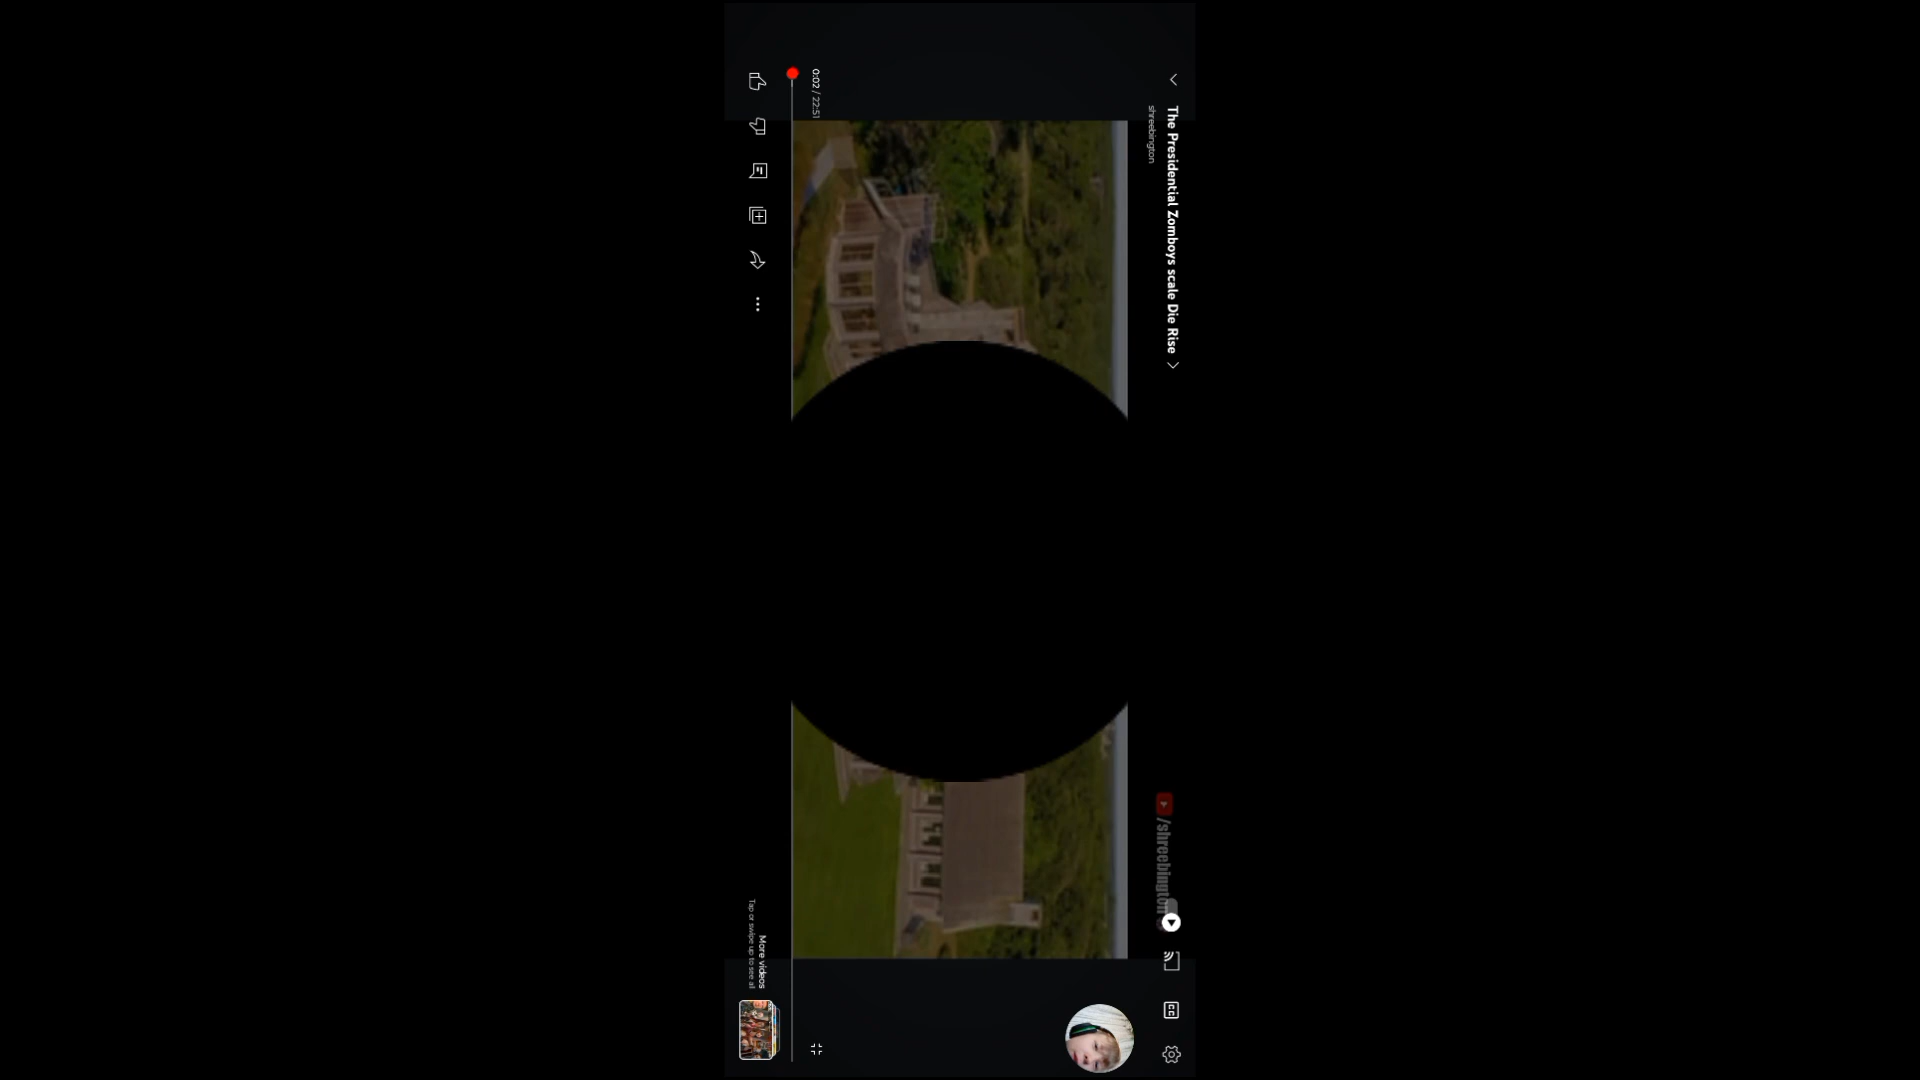 The Presidential Zomboys scale Die Rise
shreebington
/shreebington
0:02 / 22:51
More videos
Tap or swipe up to see all